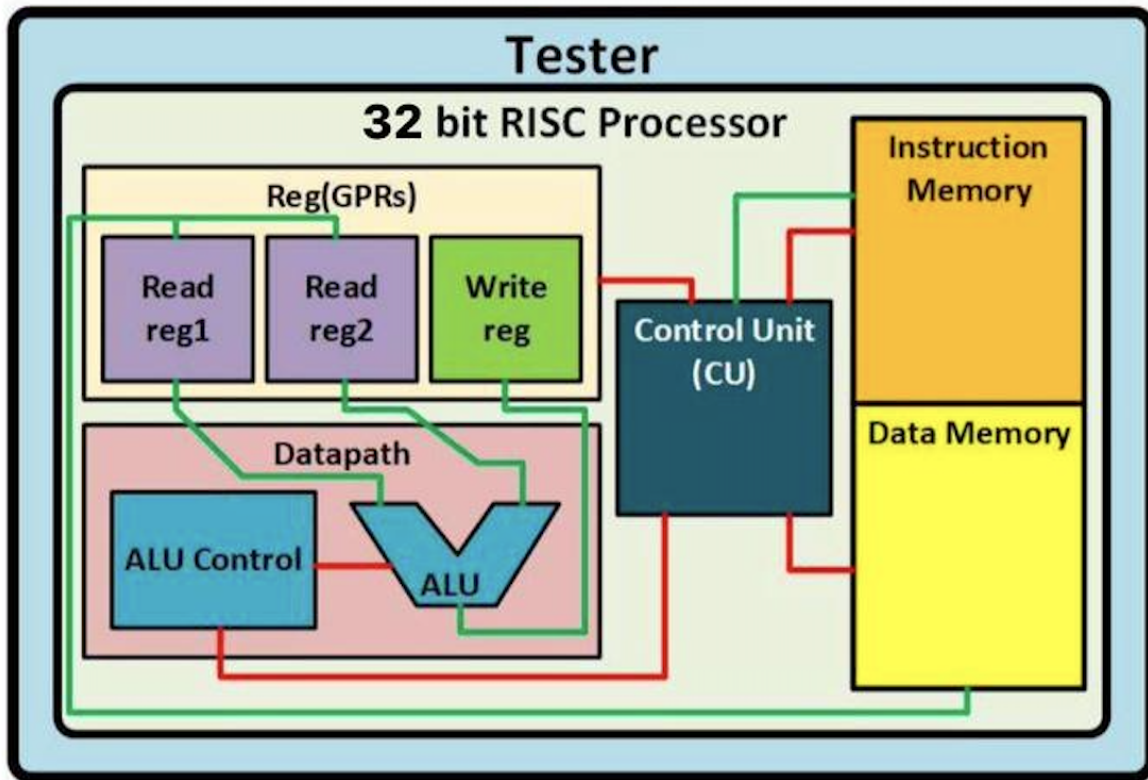 Tester
32 bit RISC Processor
Reg(GPRs)
Read
reg1
Read
reg2
Write
reg
Datapath
ALU Control
ALU
Control Unit
(CU)
Instruction
Memory
Data Memory